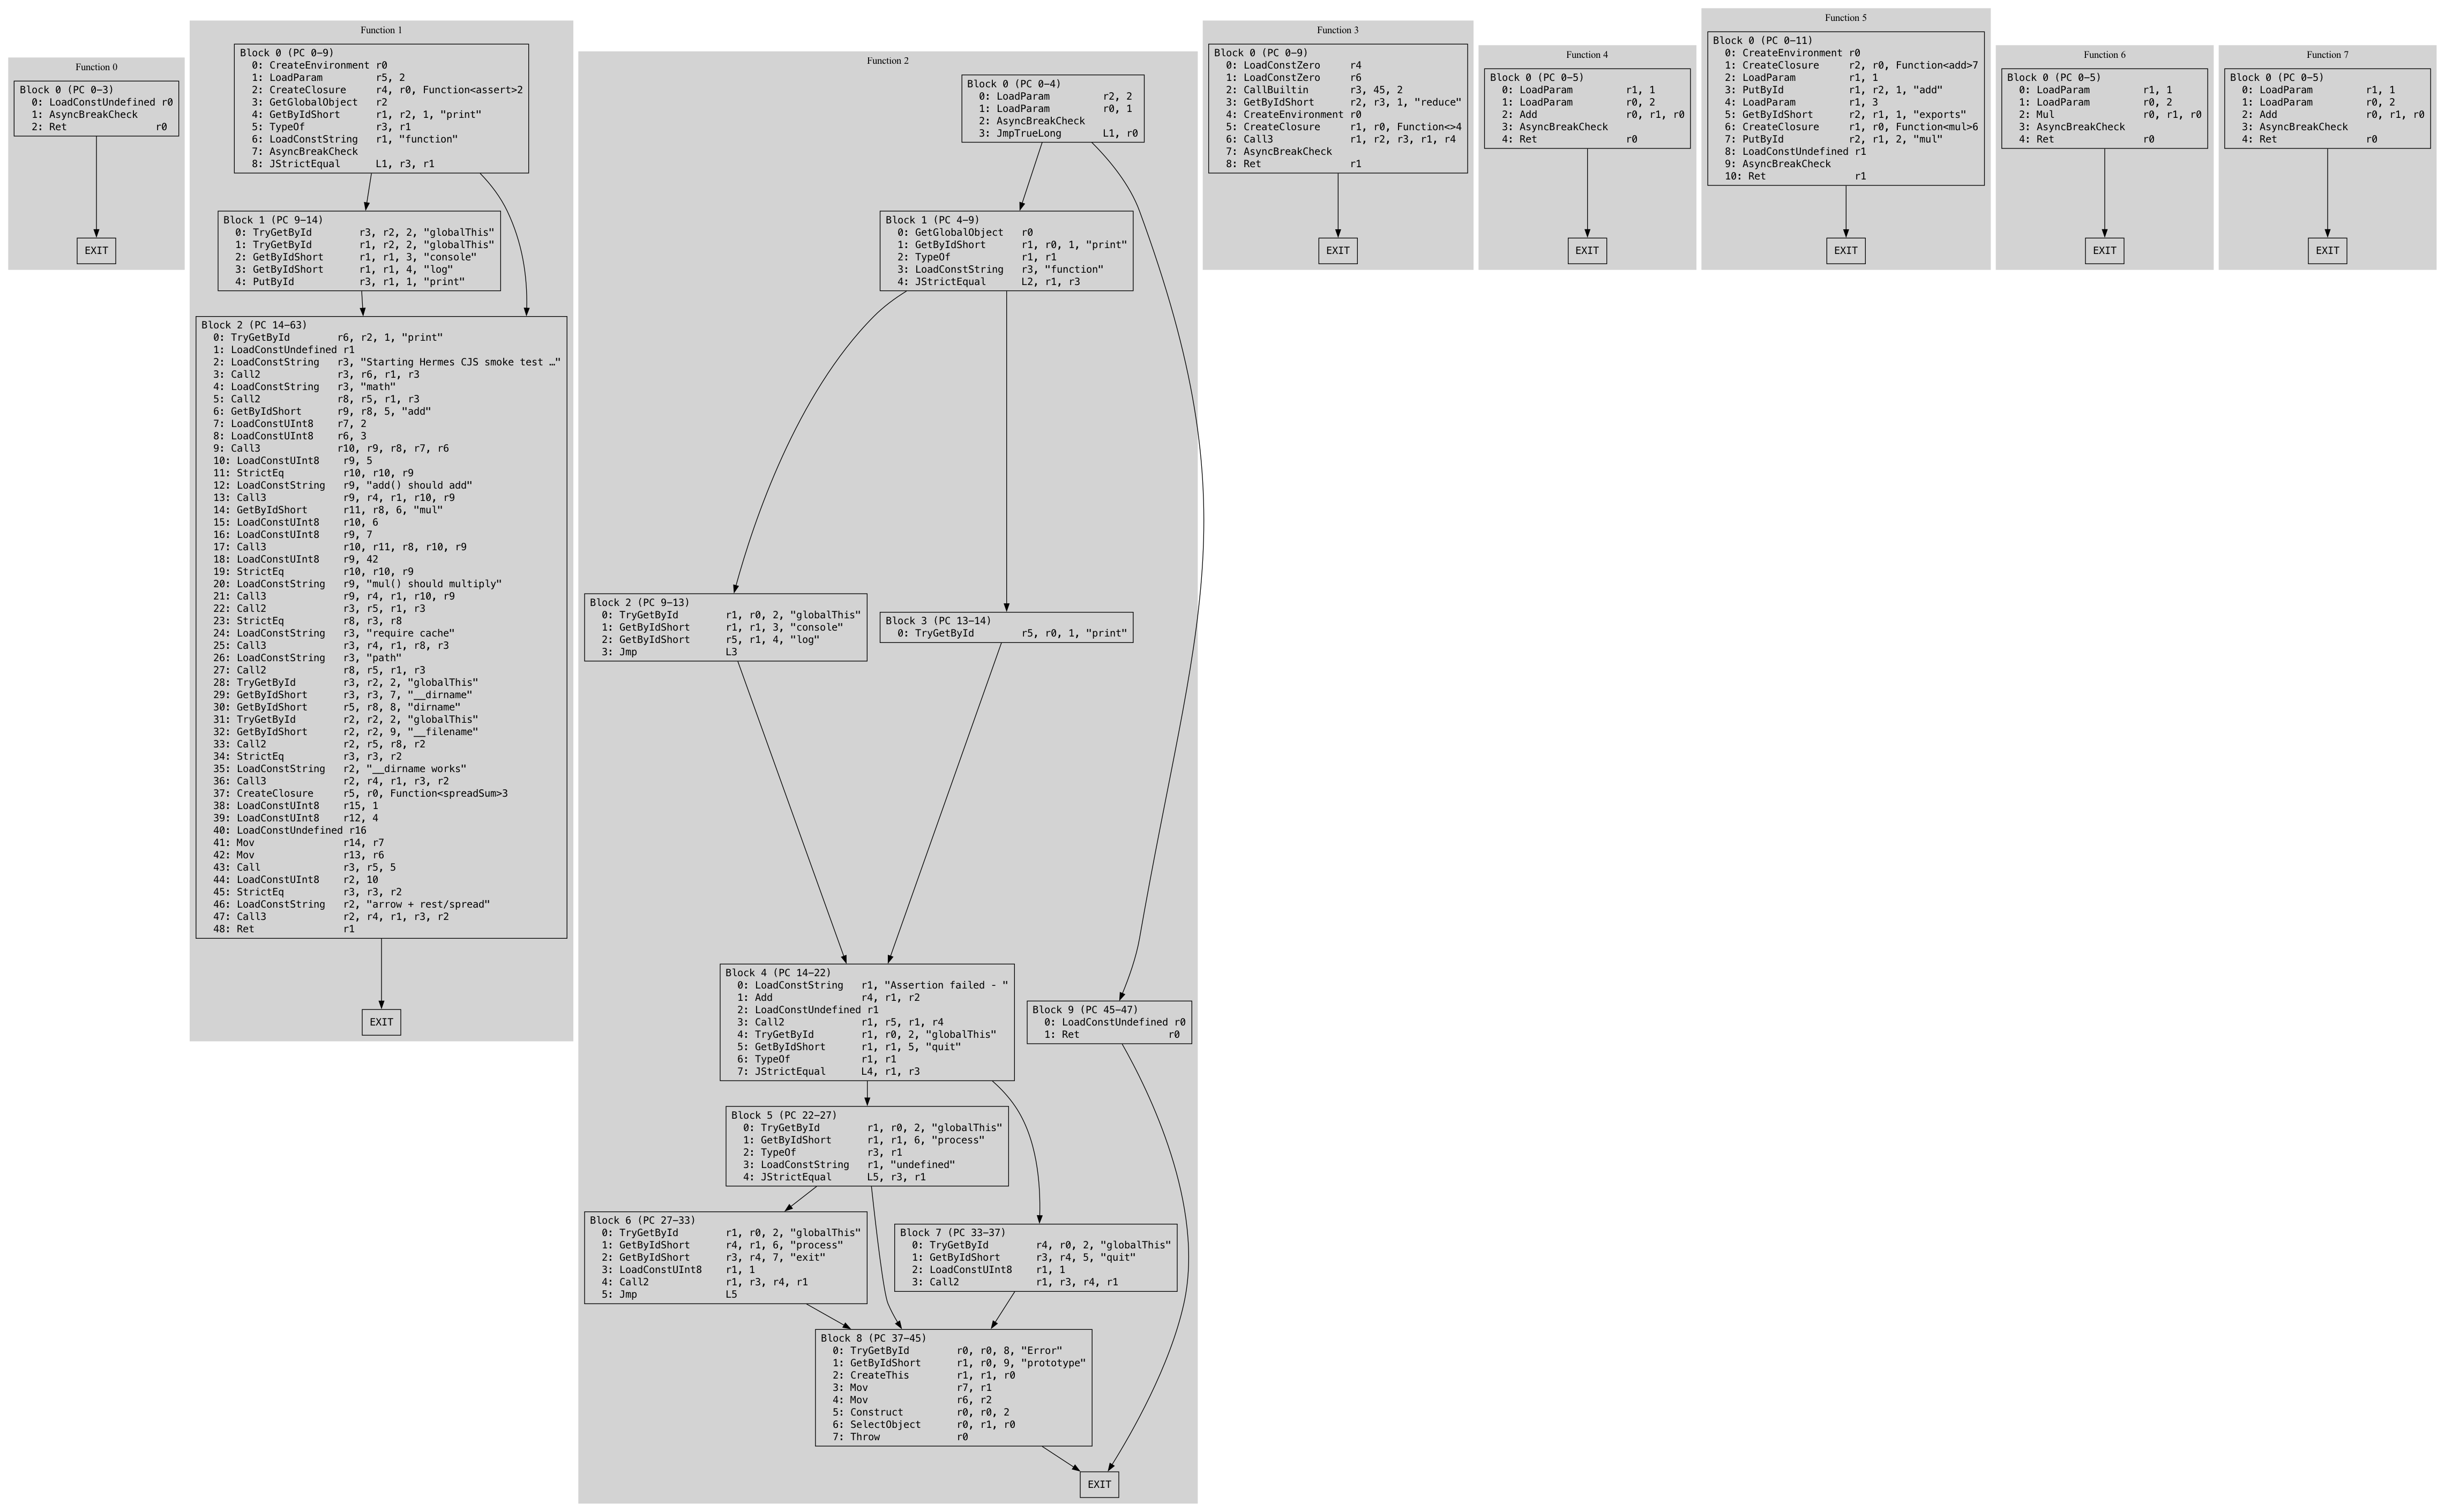 Function 0
Block 0 (PC 0–3)
0: LoadConstUndefined r0
1: AsyncBreakCheck
2: Ret r0
EXIT
Function 1
Block 0 (PC 0–9)
0: CreateEnvironment r0
1: LoadParam r5, 2
2: CreateClosure r4, r0, Function<assert>2
3: GetGlobalObject r2
4: GetByIdShort r1, r2, 1, "print"
5: TypeOf r3, r1
6: LoadConstString r1, "function"
7: AsyncBreakCheck
8: JStrictEqual L1, r3, r1
Block 1 (PC 9–14)
0: TryGetById r3, r2, 2, "globalThis"
1: TryGetById r1, r2, 2, "globalThis"
2: GetByIdShort r1, r1, 3, "console"
3: GetByIdShort r1, r1, 4, "log"
4: PutById r3, r1, 1, "print"
Block 2 (PC 14–63)
0: TryGetById r6, r2, 1, "print"
1: LoadConstUndefined r1
2: LoadConstString r3, "Starting Hermes CJS smoke test …"
3: Call2 r3, r6, r1, r3
4: LoadConstString r3, "math"
5: Call2 r8, r5, r1, r3
6: GetByIdShort r9, r8, 5, "add"
7: LoadConstUInt8 r7, 2
8: LoadConstUInt8 r6, 3
9: Call3 r10, r9, r8, r7, r6
10: LoadConstUInt8 r9, 5
11: StrictEq r10, r10, r9
12: LoadConstString r9, "add() should add"
13: Call3 r9, r4, r1, r10, r9
14: GetByIdShort r11, r8, 6, "mul"
15: LoadConstUInt8 r10, 6
16: LoadConstUInt8 r9, 7
17: Call3 r10, r11, r8, r10, r9
18: LoadConstUInt8 r9, 42
19: StrictEq r10, r10, r9
20: LoadConstString r9, "mul() should multiply"
21: Call3 r9, r4, r1, r10, r9
22: Call2 r3, r5, r1, r3
23: StrictEq r8, r3, r8
24: LoadConstString r3, "require cache"
25: Call3 r3, r4, r1, r8, r3
26: LoadConstString r3, "path"
27: Call2 r8, r5, r1, r3
28: TryGetById r3, r2, 2, "globalThis"
29: GetByIdShort r3, r3, 7, "__dirname"
30: GetByIdShort r5, r8, 8, "dirname"
31: TryGetById r2, r2, 2, "globalThis"
32: GetByIdShort r2, r2, 9, "__filename"
33: Call2 r2, r5, r8, r2
34: StrictEq r3, r3, r2
35: LoadConstString r2, "__dirname works"
36: Call3 r2, r4, r1, r3, r2
37: CreateClosure r5, r0, Function<spreadSum>3
38: LoadConstUInt8 r15, 1
39: LoadConstUInt8 r12, 4
40: LoadConstUndefined r16
41: Mov r14, r7
42: Mov r13, r6
43: Call r3, r5, 5
44: LoadConstUInt8 r2, 10
45: StrictEq r3, r3, r2
46: LoadConstString r2, "arrow + rest/spread"
47: Call3 r2, r4, r1, r3, r2
48: Ret r1
EXIT
Function 2
Block 0 (PC 0–4)
0: LoadParam r2, 2
1: LoadParam r0, 1
2: AsyncBreakCheck
3: JmpTrueLong L1, r0
Block 1 (PC 4–9)
0: GetGlobalObject r0
1: GetByIdShort r1, r0, 1, "print"
2: TypeOf r1, r1
3: LoadConstString r3, "function"
4: JStrictEqual L2, r1, r3
Block 2 (PC 9–13)
0: TryGetById r1, r0, 2, "globalThis"
1: GetByIdShort r1, r1, 3, "console"
2: GetByIdShort r5, r1, 4, "log"
3: Jmp L3
Block 3 (PC 13–14)
0: TryGetById r5, r0, 1, "print"
Block 4 (PC 14–22)
0: LoadConstString r1, "Assertion failed - "
1: Add r4, r1, r2
2: LoadConstUndefined r1
3: Call2 r1, r5, r1, r4
4: TryGetById r1, r0, 2, "globalThis"
5: GetByIdShort r1, r1, 5, "quit"
6: TypeOf r1, r1
7: JStrictEqual L4, r1, r3
Block 9 (PC 45–47)
0: LoadConstUndefined r0
1: Ret r0
Block 5 (PC 22–27)
0: TryGetById r1, r0, 2, "globalThis"
1: GetByIdShort r1, r1, 6, "process"
2: TypeOf r3, r1
3: LoadConstString r1, "undefined"
4: JStrictEqual L5, r3, r1
Block 6 (PC 27–33)
0: TryGetById r1, r0, 2, "globalThis"
1: GetByIdShort r4, r1, 6, "process"
2: GetByIdShort r3, r4, 7, "exit"
3: LoadConstUInt8 r1, 1
4: Call2 r1, r3, r4, r1
5: Jmp L5
Block 7 (PC 33–37)
0: TryGetById r4, r0, 2, "globalThis"
1: GetByIdShort r3, r4, 5, "quit"
2: LoadConstUInt8 r1, 1
3: Call2 r1, r3, r4, r1
Block 8 (PC 37–45)
0: TryGetById r0, r0, 8, "Error"
1: GetByIdShort r1, r0, 9, "prototype"
2: CreateThis r1, r1, r0
3: Mov r7, r1
4: Mov r6, r2
5: Construct r0, r0, 2
6: SelectObject r0, r1, r0
7: Throw r0
EXIT
Function 3
Block 0 (PC 0–9)
0: LoadConstZero r4
1: LoadConstZero r6
2: CallBuiltin r3, 45, 2
3: GetByIdShort r2, r3, 1, "reduce"
4: CreateEnvironment r0
5: CreateClosure r1, r0, Function<>4
6: Call3 r1, r2, r3, r1, r4
7: AsyncBreakCheck
8: Ret r1
EXIT
Function 4
Block 0 (PC 0–5)
0: LoadParam r1, 1
1: LoadParam r0, 2
2: Add r0, r1, r0
3: AsyncBreakCheck
4: Ret r0
EXIT
Function 5
Block 0 (PC 0–11)
0: CreateEnvironment r0
1: CreateClosure r2, r0, Function<add>7
2: LoadParam r1, 1
3: PutById r1, r2, 1, "add"
4: LoadParam r1, 3
5: GetByIdShort r2, r1, 1, "exports"
6: CreateClosure r1, r0, Function<mul>6
7: PutById r2, r1, 2, "mul"
8: LoadConstUndefined r1
9: AsyncBreakCheck
10: Ret r1
EXIT
Function 6
Block 0 (PC 0–5)
0: LoadParam r1, 1
1: LoadParam r0, 2
2: Mul r0, r1, r0
3: AsyncBreakCheck
4: Ret r0
EXIT
Function 7
Block 0 (PC 0–5)
0: LoadParam r1, 1
1: LoadParam r0, 2
2: Add r0, r1, r0
3: AsyncBreakCheck
4: Ret r0
EXIT